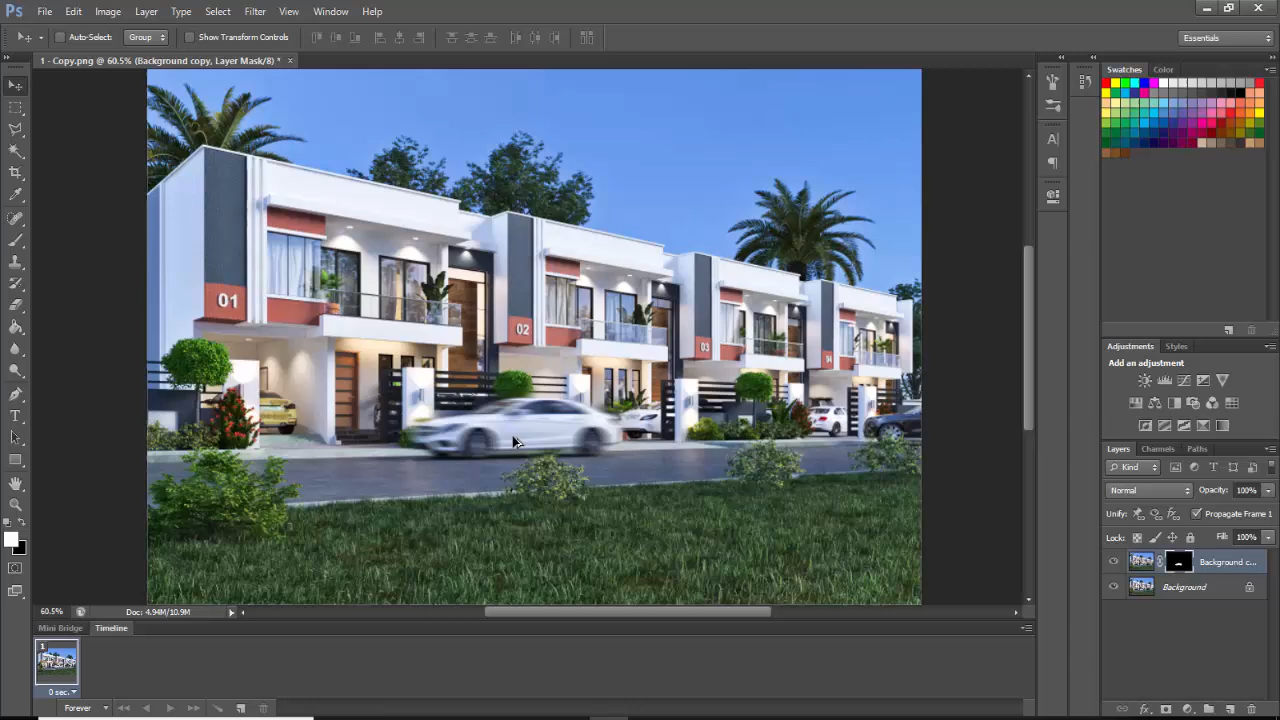 Ps File Edit Image Layer Type Select Filter View Window Help
Auto-Select: Group Show Transform Controls Essentials
1 - Copy.png @ 60.5% (Background copy, Layer Mask/8) * ×
Swatches Color
01
02
03
04
Adjustments Styles
Add an adjustment
Layers Channels Paths
Kind
Normal Opacity: 100%
Unify: Propagate Frame 1
Lock: Fill: 100%
Background c...
Background
60.5% Doc: 4.94M/10.9M
Mini Bridge Timeline
1
0 sec.
Forever